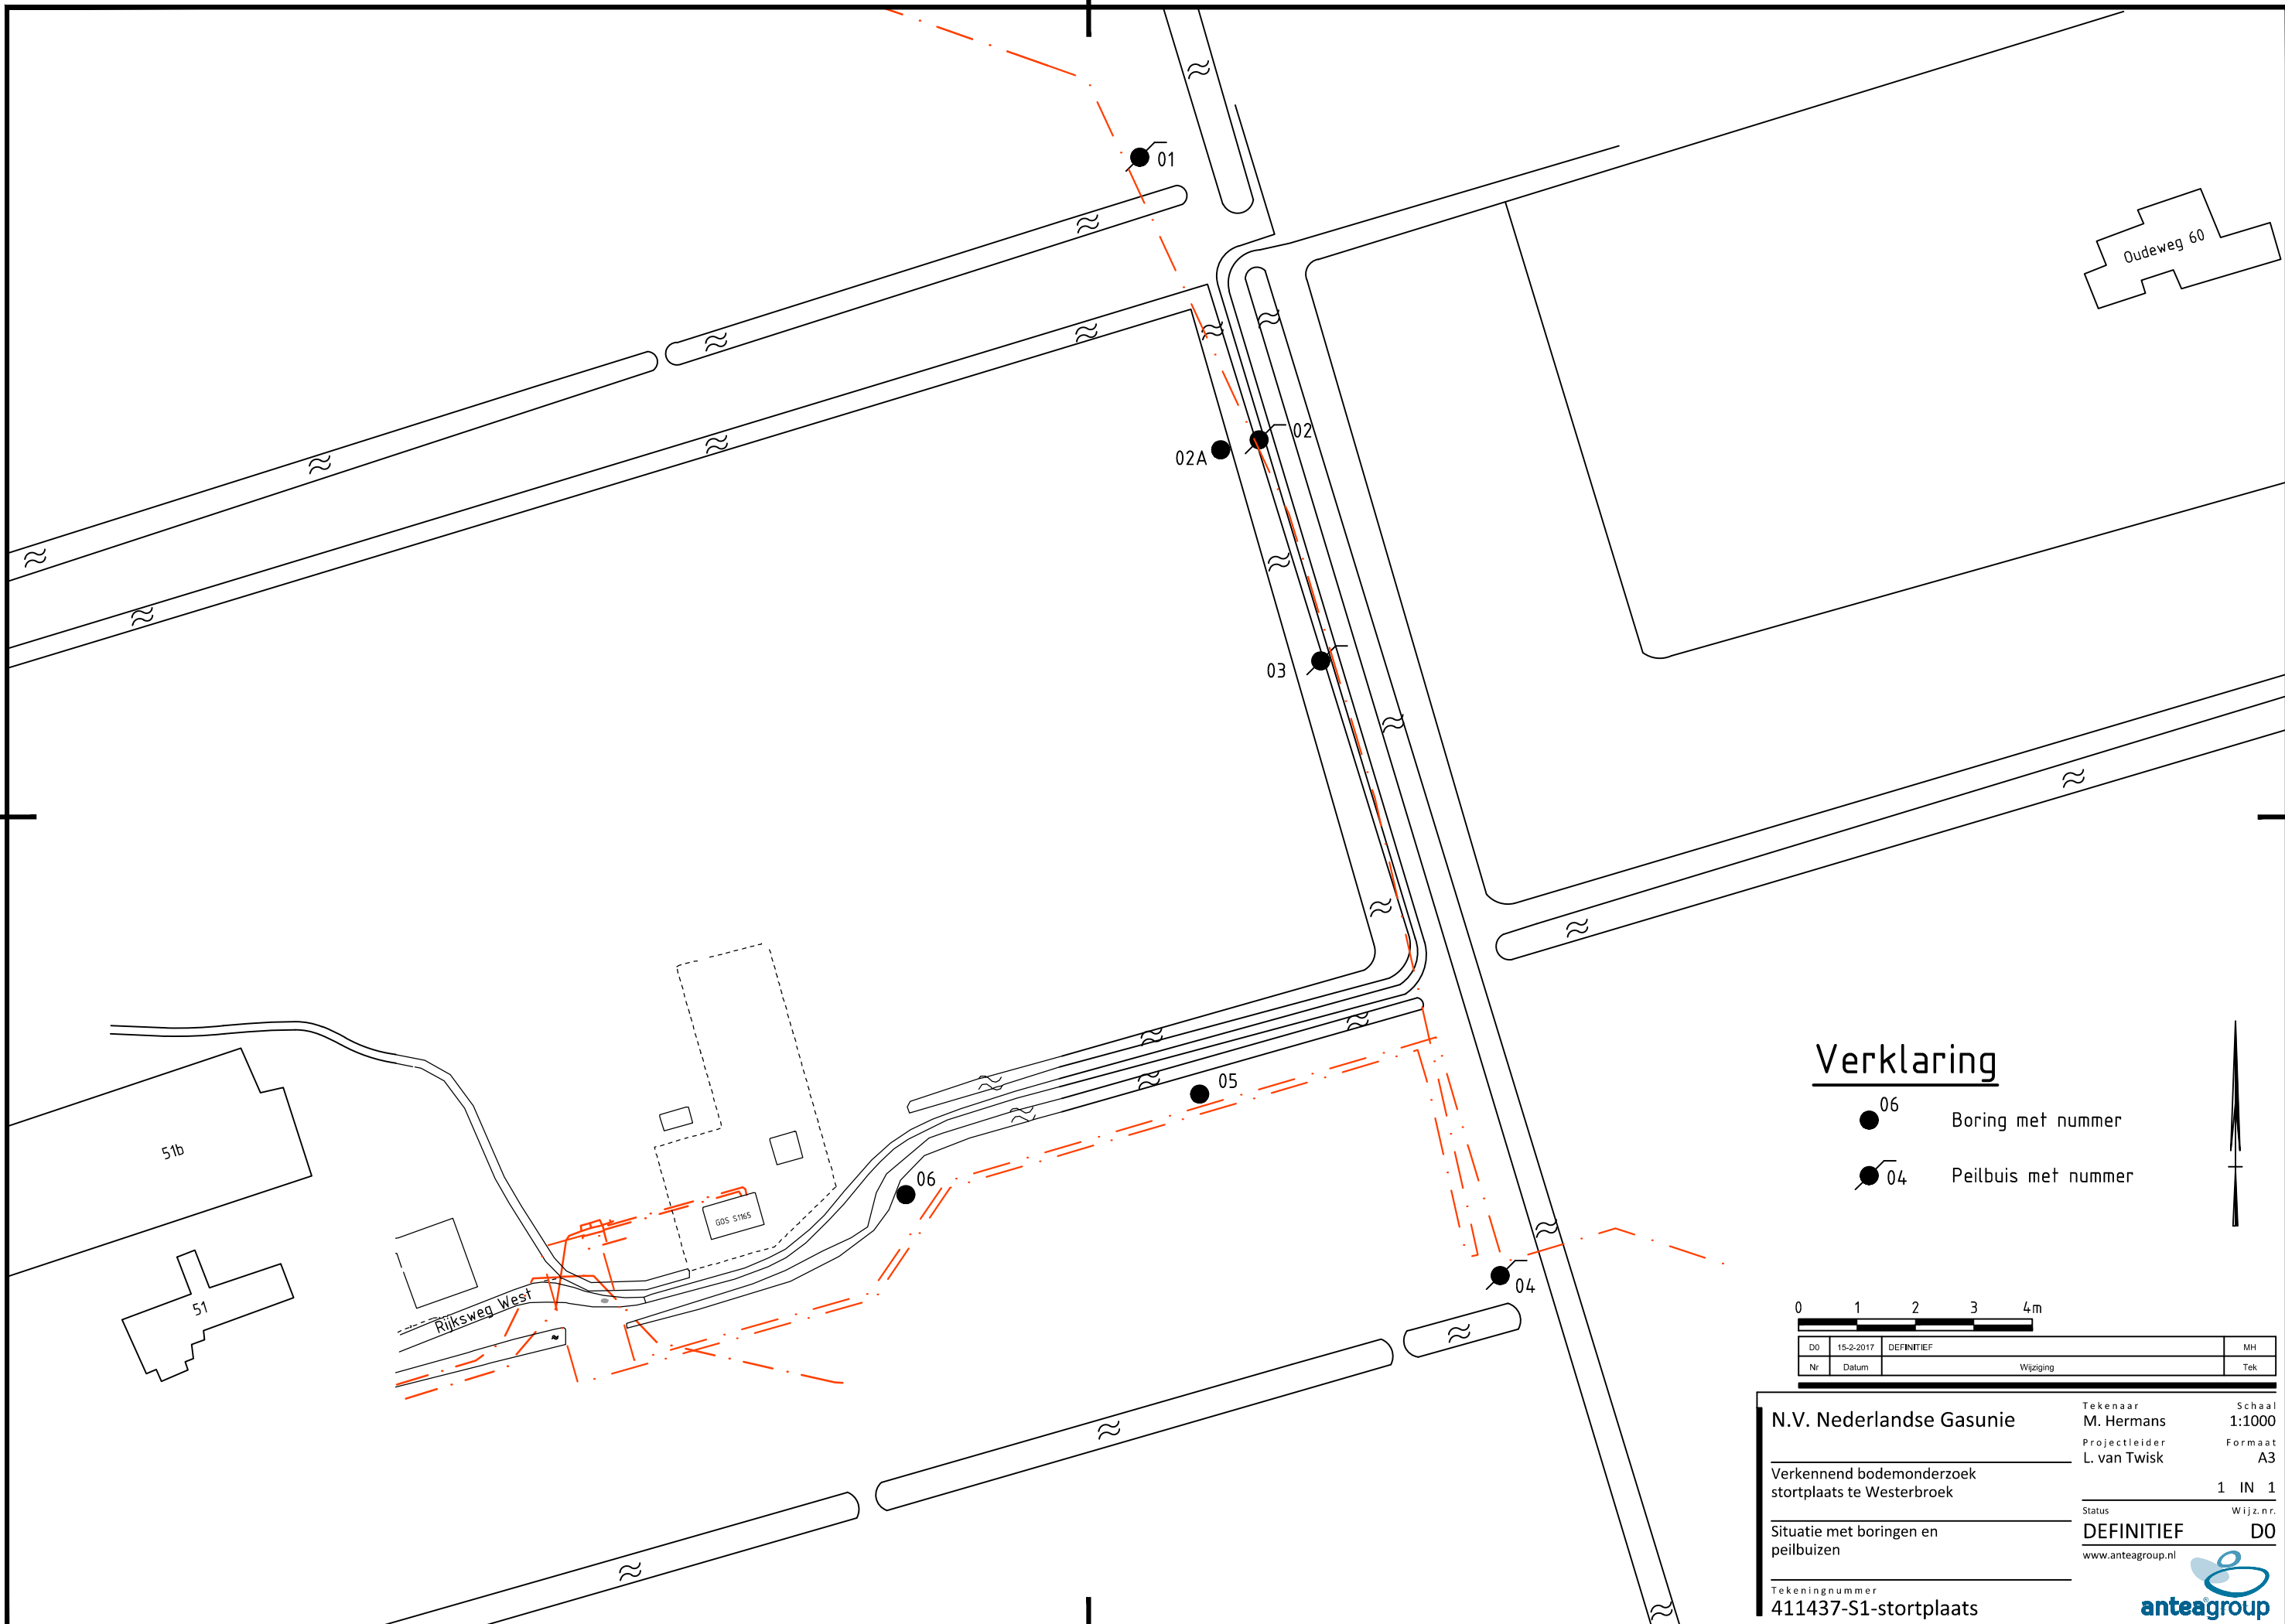 01
Oudeweg 60
02
02A
03
05
06
04
51b
51
GOS S1165
Rijksweg West
Verklaring
06
Boring met nummer
04
Peilbuis met nummer
0 1 2 3 4m
D0 15-2-2017 DEFINITIEF MH
Nr Datum Wijziging Tek
N.V. Nederlandse Gasunie
Verkennend bodemonderzoek
stortplaats te Westerbroek
Situatie met boringen en
peilbuizen
Tekeningnummer
411437-S1-stortplaats
Tekenaar Schaal
M. Hermans 1:1000
Projectleider Formaat
L. van Twisk A3
1 IN 1
Status Wijz.nr.
DEFINITIEF D0
www.anteagroup.nl
anteagroup